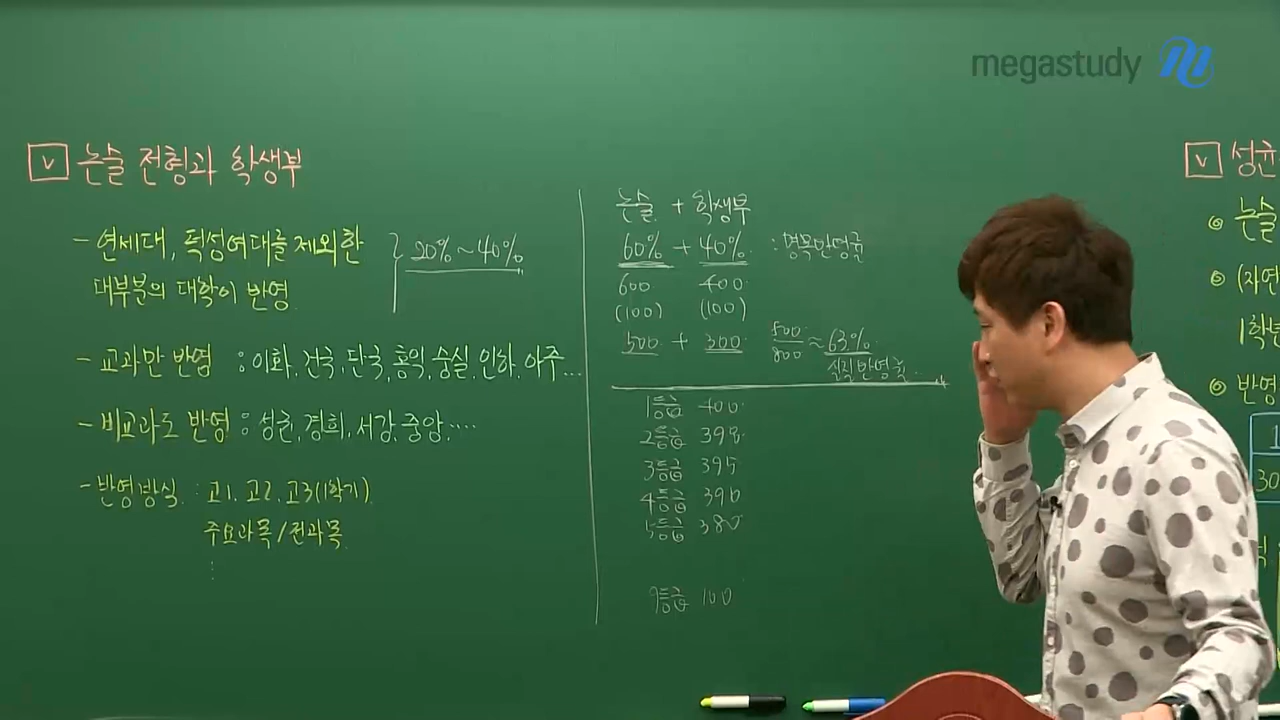 megastudy
v 논술 전형과 학생부
- 연세대, 덕성여대를 제외한
대부분의 대학이 반영.
20% ~ 40%
- 교과만 반영 : 이화, 건국, 단국, 홍익, 숭실, 인하, 아주...
- 비교과도 반영 : 성균, 경희, 서강, 중앙, ....
- 반영방식 : 고1, 고2, 고3(1학기)
주요과목 / 전과목
논술 + 학생부
60% + 40% : 명목반영률
600 400
(100) (100)
500 + 300
500/800 ≈ 63%
실질반영률
1등급 400
2등급 398
3등급 395
4등급 390
5등급 380
9등급 100
v 성균
논술
(자연
1학년
반영
1
30